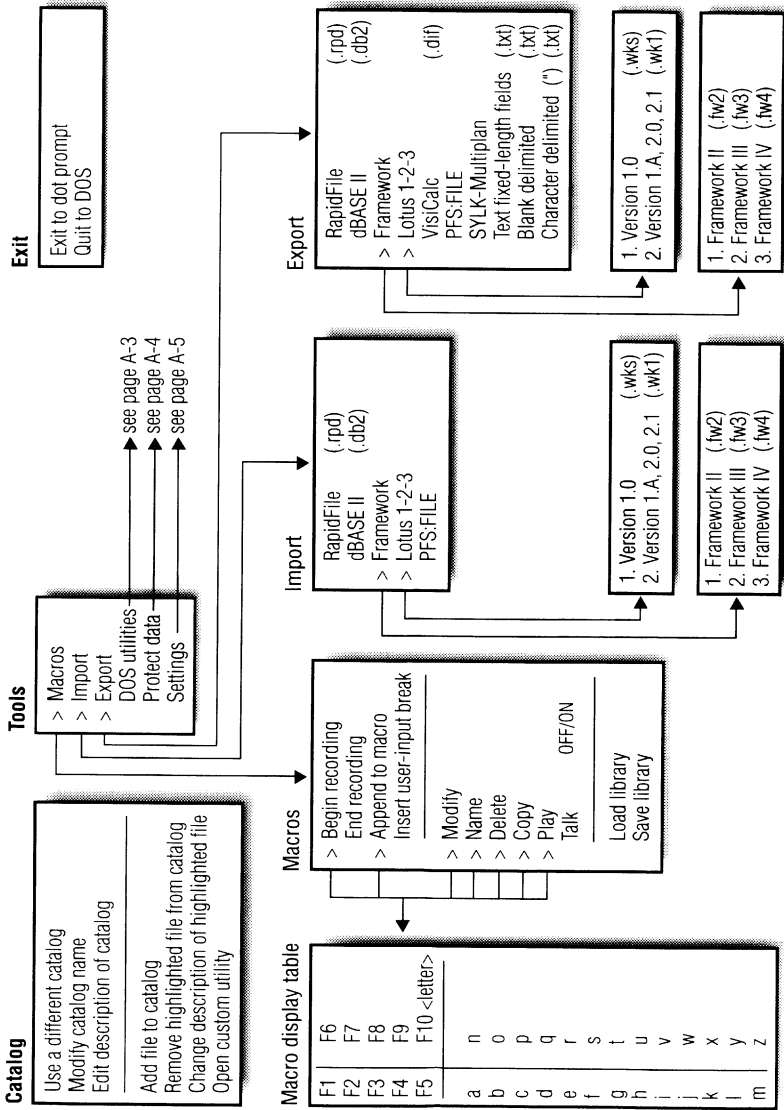 Catalog
Use a different catalog
Modify catalog name
Edit description of catalog
Add file to catalog
Remove highlighted file from catalog
Change description of highlighted file
Open custom utility
Tools
> Macros
> Import
> Export
DOS utilities
Protect data
Settings
see page A-3
see page A-4
see page A-5
Exit
Exit to dot prompt
Quit to DOS
Macro display table
F1 F6
F2 F7
F3 F8
F4 F9
F5 F10 <letter>
a n
b o
c p
d q
e r
f s
g t
h u
i v
j w
k x
l y
m z
Macros
> Begin recording
End recording
> Append to macro
Insert user-input break
> Modify
> Name
> Delete
> Copy
> Play
Talk OFF/ON
Load library
Save library
Import
RapidFile (.rpd)
dBASE II (.db2)
> Framework
> Lotus 1-2-3
PFS:FILE
1. Version 1.0 (.wks)
2. Version 1.A, 2.0, 2.1 (.wk1)
1. Framework II (.fw2)
2. Framework III (.fw3)
3. Framework IV (.fw4)
Export
RapidFile (.rpd)
dBASE II (.db2)
> Framework
> Lotus 1-2-3
VisiCalc (.dif)
PFS:FILE
SYLK-Multiplan
Text fixed-length fields (.txt)
Blank delimited (.txt)
Character delimited (") (.txt)
1. Version 1.0 (.wks)
2. Version 1.A, 2.0, 2.1 (.wk1)
1. Framework II (.fw2)
2. Framework III (.fw3)
3. Framework IV (.fw4)